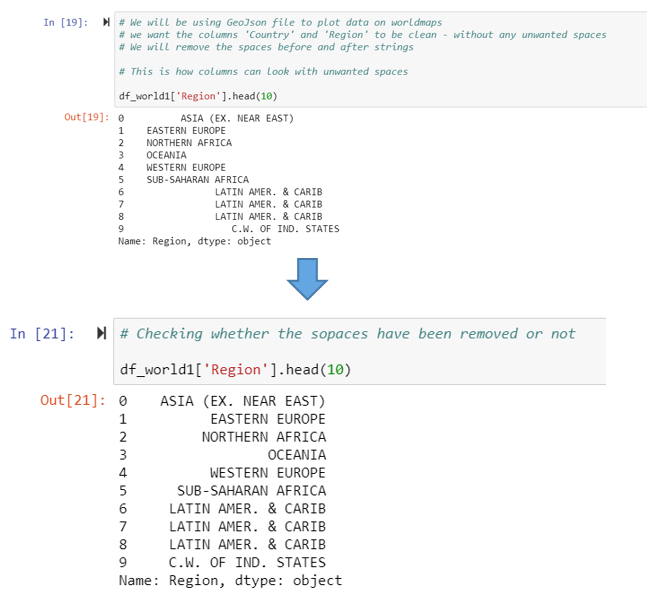 In [19]: # We will be using GeoJson file to plot data on worldmaps
# we want the columns 'Country' and 'Region' to be clean - without any unwanted spaces
# We will remove the spaces before and after strings
# This is how columns can look with unwanted spaces
df_world1['Region'].head(10)
Out[19]: 0 ASIA (EX. NEAR EAST)
1 EASTERN EUROPE
2 NORTHERN AFRICA
3 OCEANIA
4 WESTERN EUROPE
5 SUB-SAHARAN AFRICA
6 LATIN AMER. & CARIB
7 LATIN AMER. & CARIB
8 LATIN AMER. & CARIB
9 C.W. OF IND. STATES
Name: Region, dtype: object
In [21]: # Checking whether the sopaces have been removed or not
df_world1['Region'].head(10)
Out[21]: 0 ASIA (EX. NEAR EAST)
1 EASTERN EUROPE
2 NORTHERN AFRICA
3 OCEANIA
4 WESTERN EUROPE
5 SUB-SAHARAN AFRICA
6 LATIN AMER. & CARIB
7 LATIN AMER. & CARIB
8 LATIN AMER. & CARIB
9 C.W. OF IND. STATES
Name: Region, dtype: object